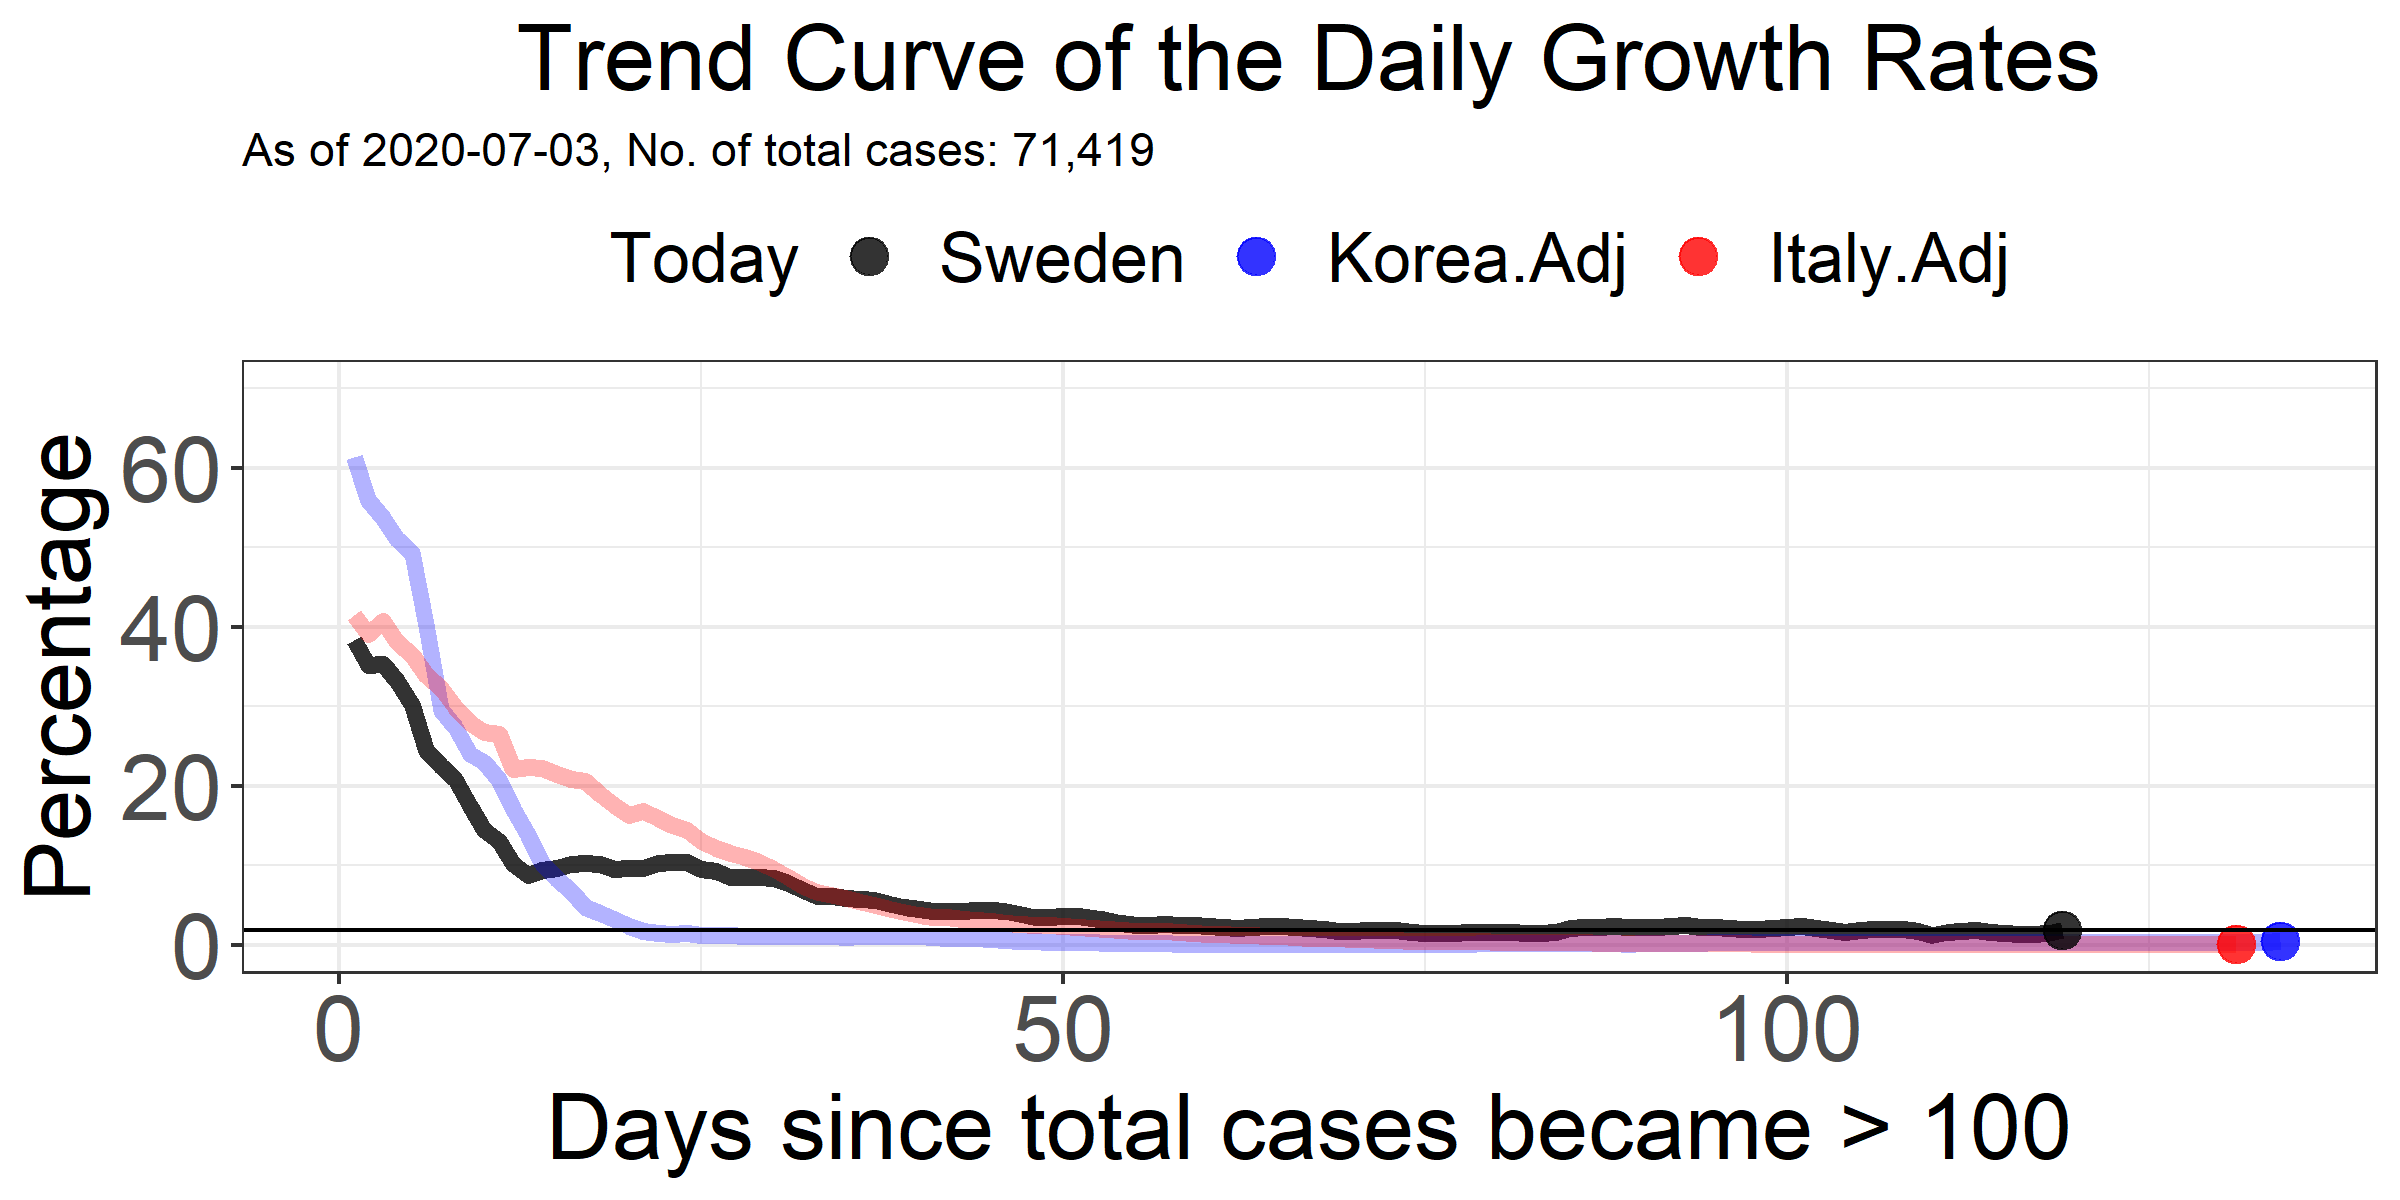 Trend Curve of the Daily Growth Rates
As of 2020-07-03, No. of total cases: 71,419
Today Sweden Korea.Adj Italy.Adj
Percentage
60
40
20
0
0 50 100
Days since total cases became > 100